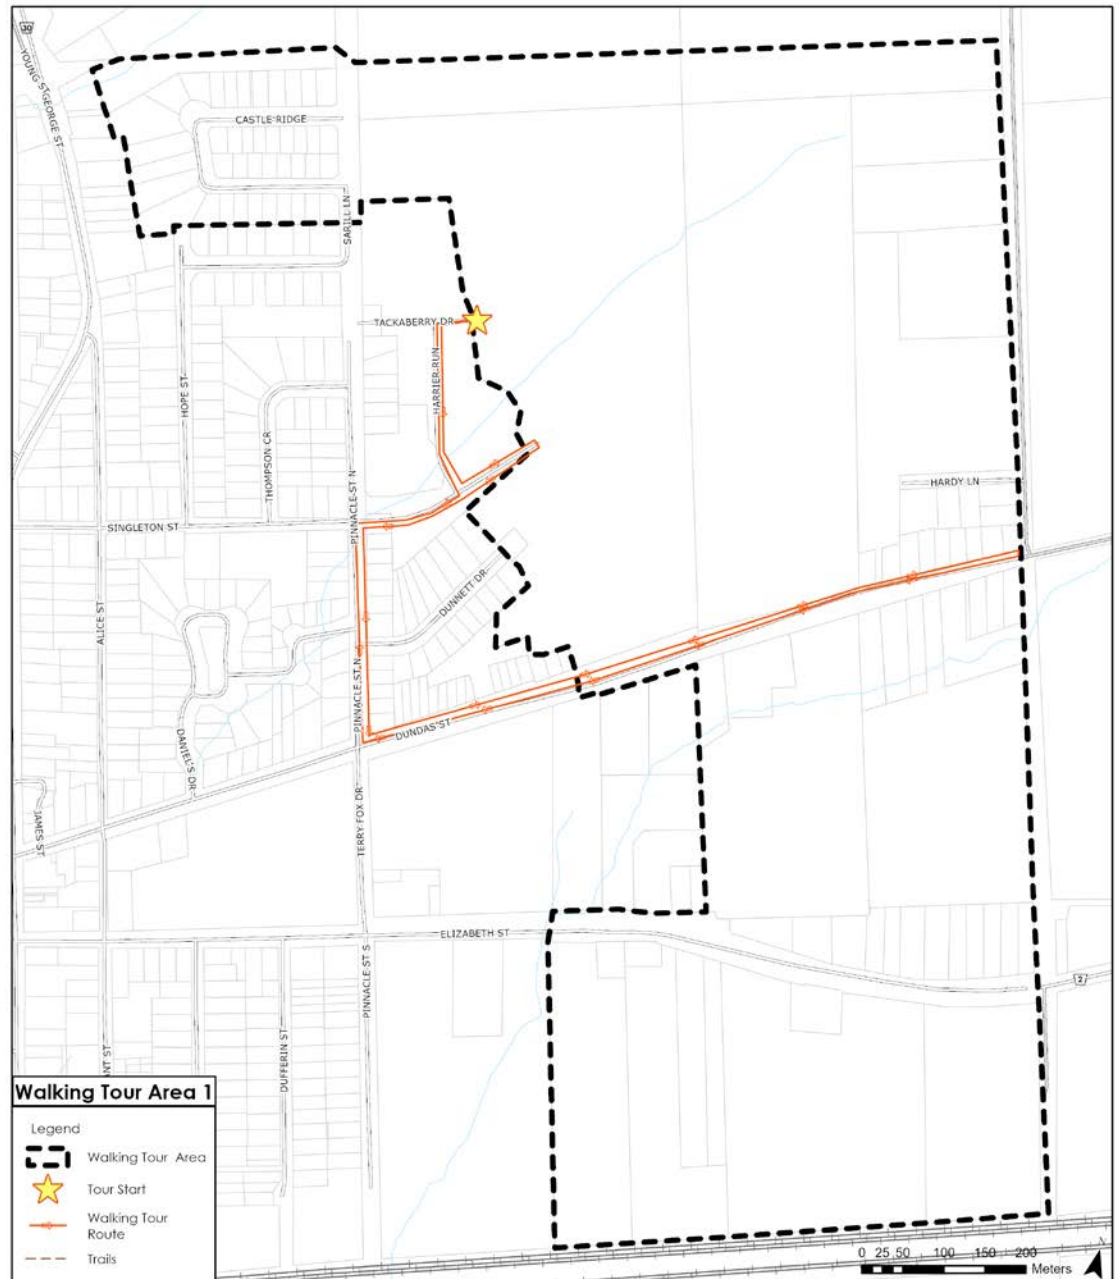 30
YOUNG ST
GEORGE ST
CASTLE RIDGE
SARILL LN
TACKABERRY DR
HOPE ST
HARRIER RUN
THOMPSON CR
PINNACLE ST N
HARDY LN
SINGLETON ST
DUNNETT DR
ALICE ST
PINNACLE ST N
DUNDAS ST
DANIEL'S DR
JAMES ST
TERRY FOX DR
ELIZABETH ST
2
PINNACLE ST S
DUFFERIN ST
ANT ST
Walking Tour Area 1
Legend
Walking Tour Area
Tour Start
Walking Tour
Route
Trails
0 25 50 100 150 200
Meters
N